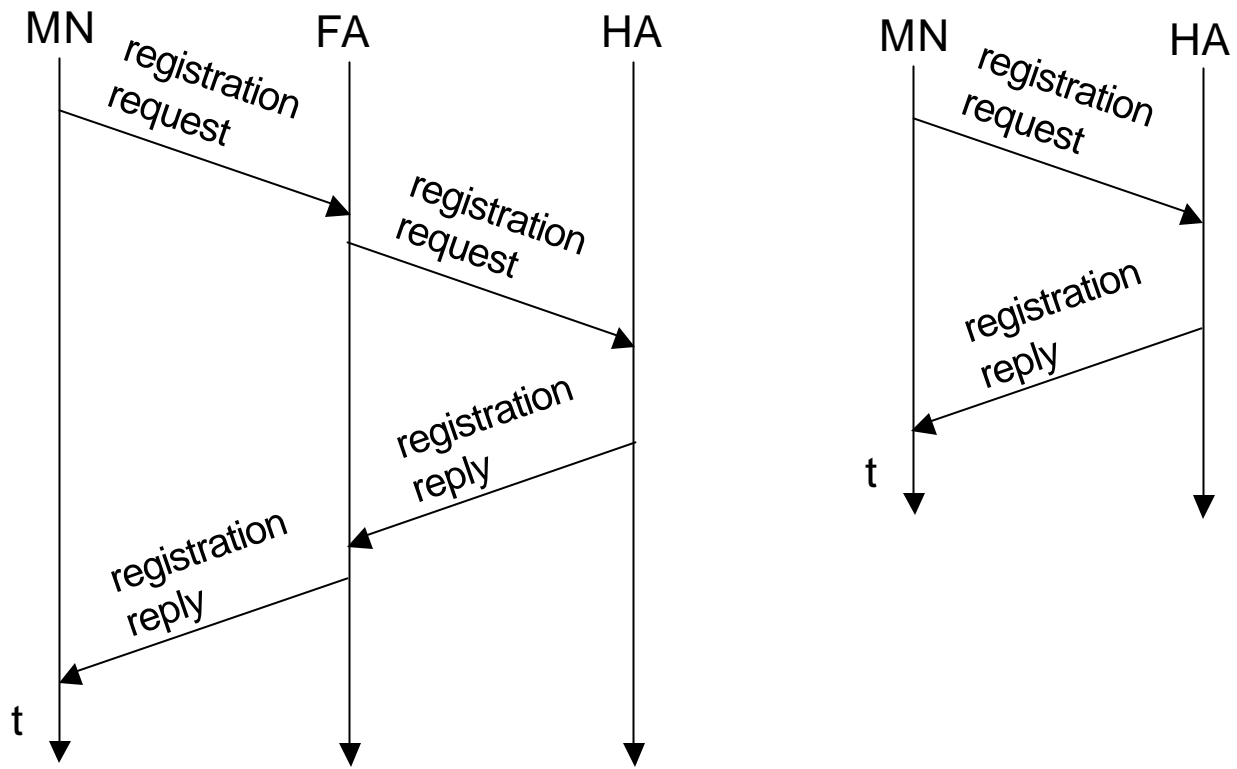 MN
FA
HA
registration
request
registration
request
registration
reply
registration
reply
t
MN
HA
registration
request
registration
reply
t